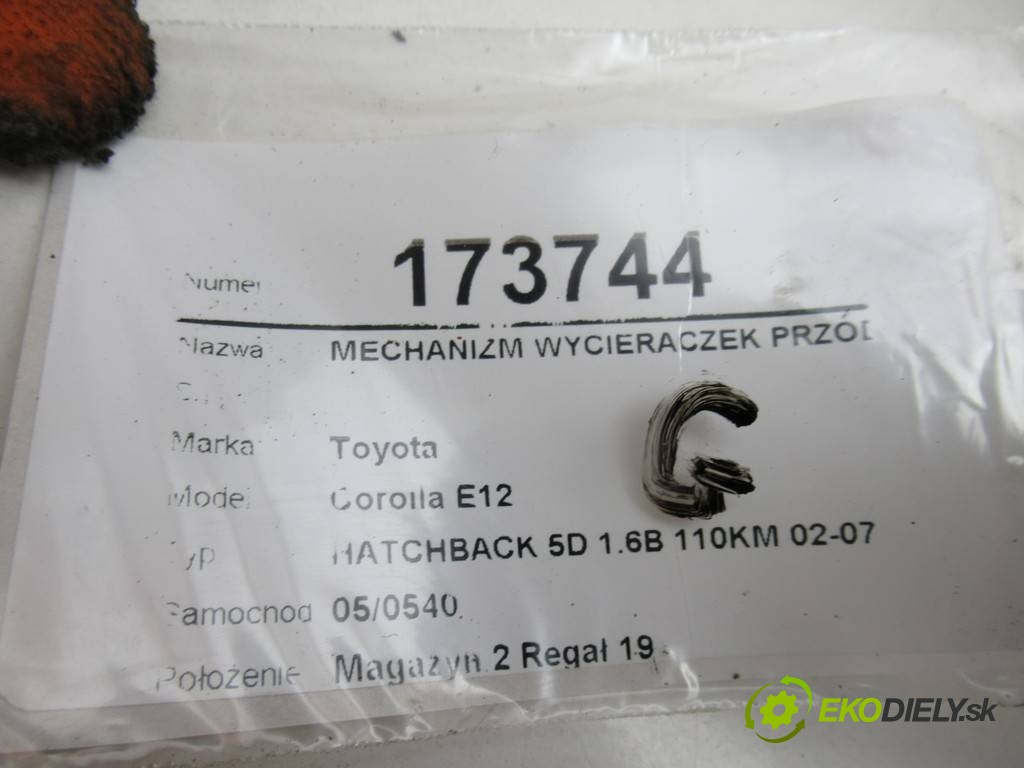 Numer 173744
Nazwa MECHANIZM WYCIERACZEK PRZÓD
Marka Toyota
Model Corolla E12
Typ HATCHBACK 5D 1.6B 110KM 02-07
Samochód 05/0540
Położenie Magazyn 2 Regał 19
G
EKODIELY.sk